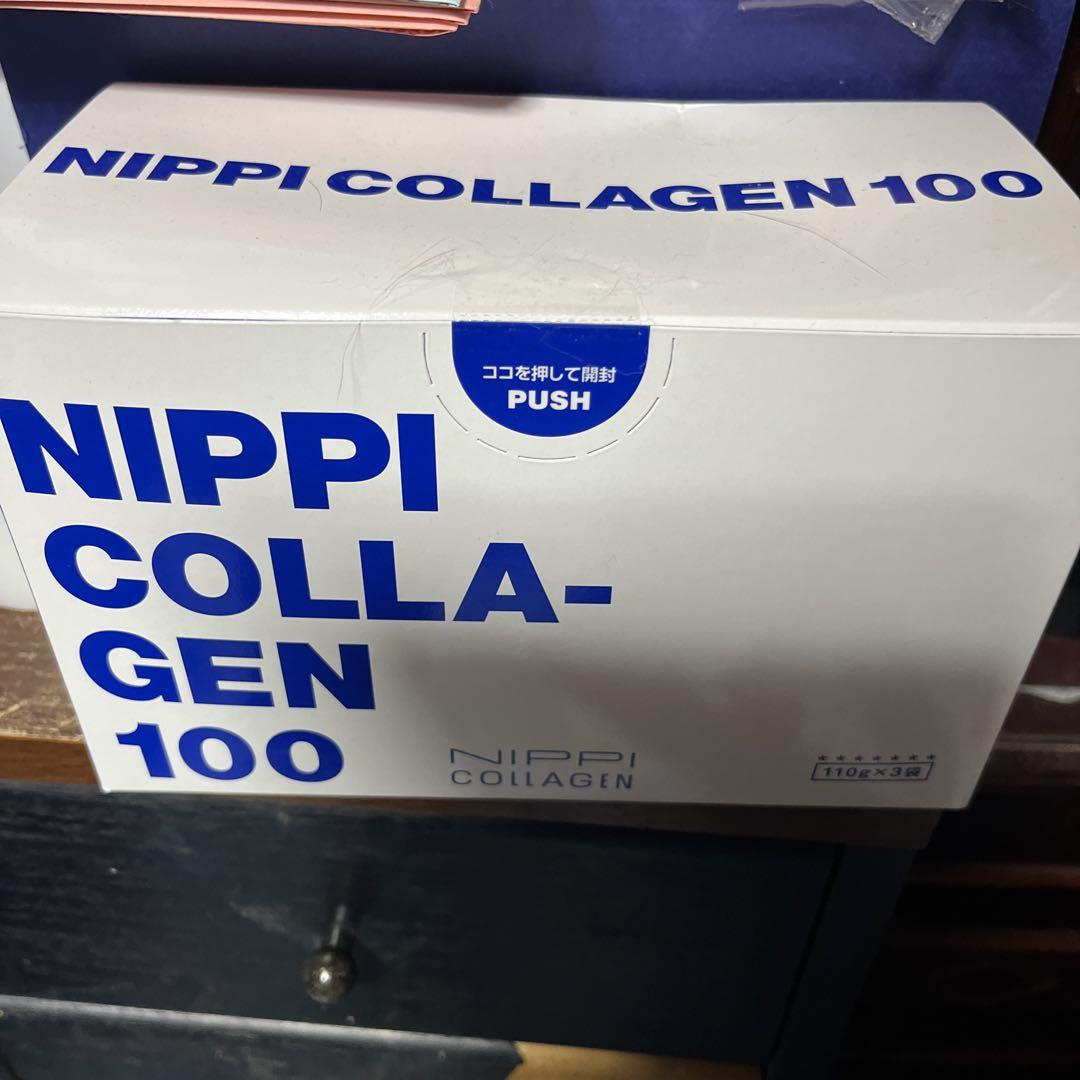 NIPPI COLLAGEN 100
ココを押して開封
PUSH
NIPPI
COLLA-
GEN
100
NIPPI
COLLAGEN
★★★★★★★
110g×3袋